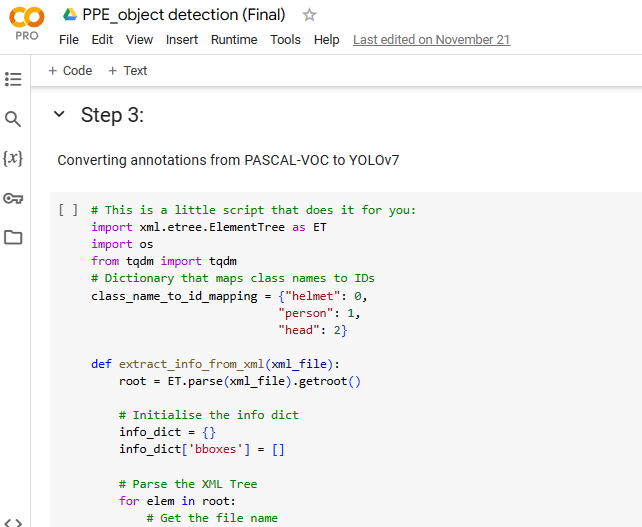 CO
PRO
PPE_object detection (Final)
File Edit View Insert Runtime Tools Help Last edited on November 21
+ Code + Text
Step 3:
{x}
Converting annotations from PASCAL-VOC to YOLOv7
[ ] # This is a little script that does it for you:
import xml.etree.ElementTree as ET
import os
from tqdm import tqdm
# Dictionary that maps class names to IDs
class_name_to_id_mapping = {"helmet": 0,
"person": 1,
"head": 2}
def extract_info_from_xml(xml_file):
root = ET.parse(xml_file).getroot()
# Initialise the info dict
info_dict = {}
info_dict['bboxes'] = []
# Parse the XML Tree
for elem in root:
# Get the file name